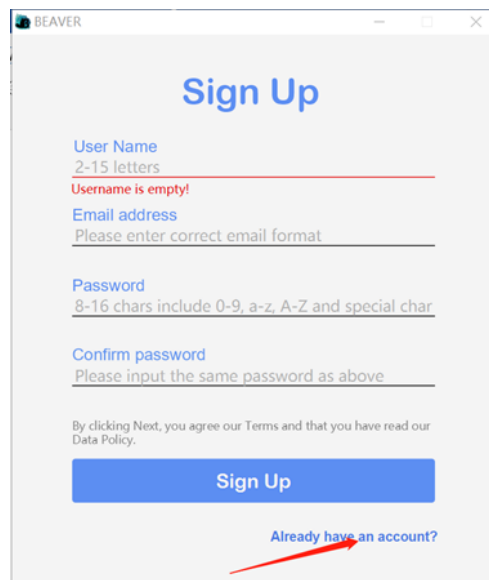 BEAVER
Sign Up
User Name
2-15 letters
Username is empty!
Email address
Please enter correct email format
Password
8-16 chars include 0-9, a-z, A-Z and special char
Confirm password
Please input the same password as above
By clicking Next, you agree our Terms and that you have read our
Data Policy.
Sign Up
Already have an account?